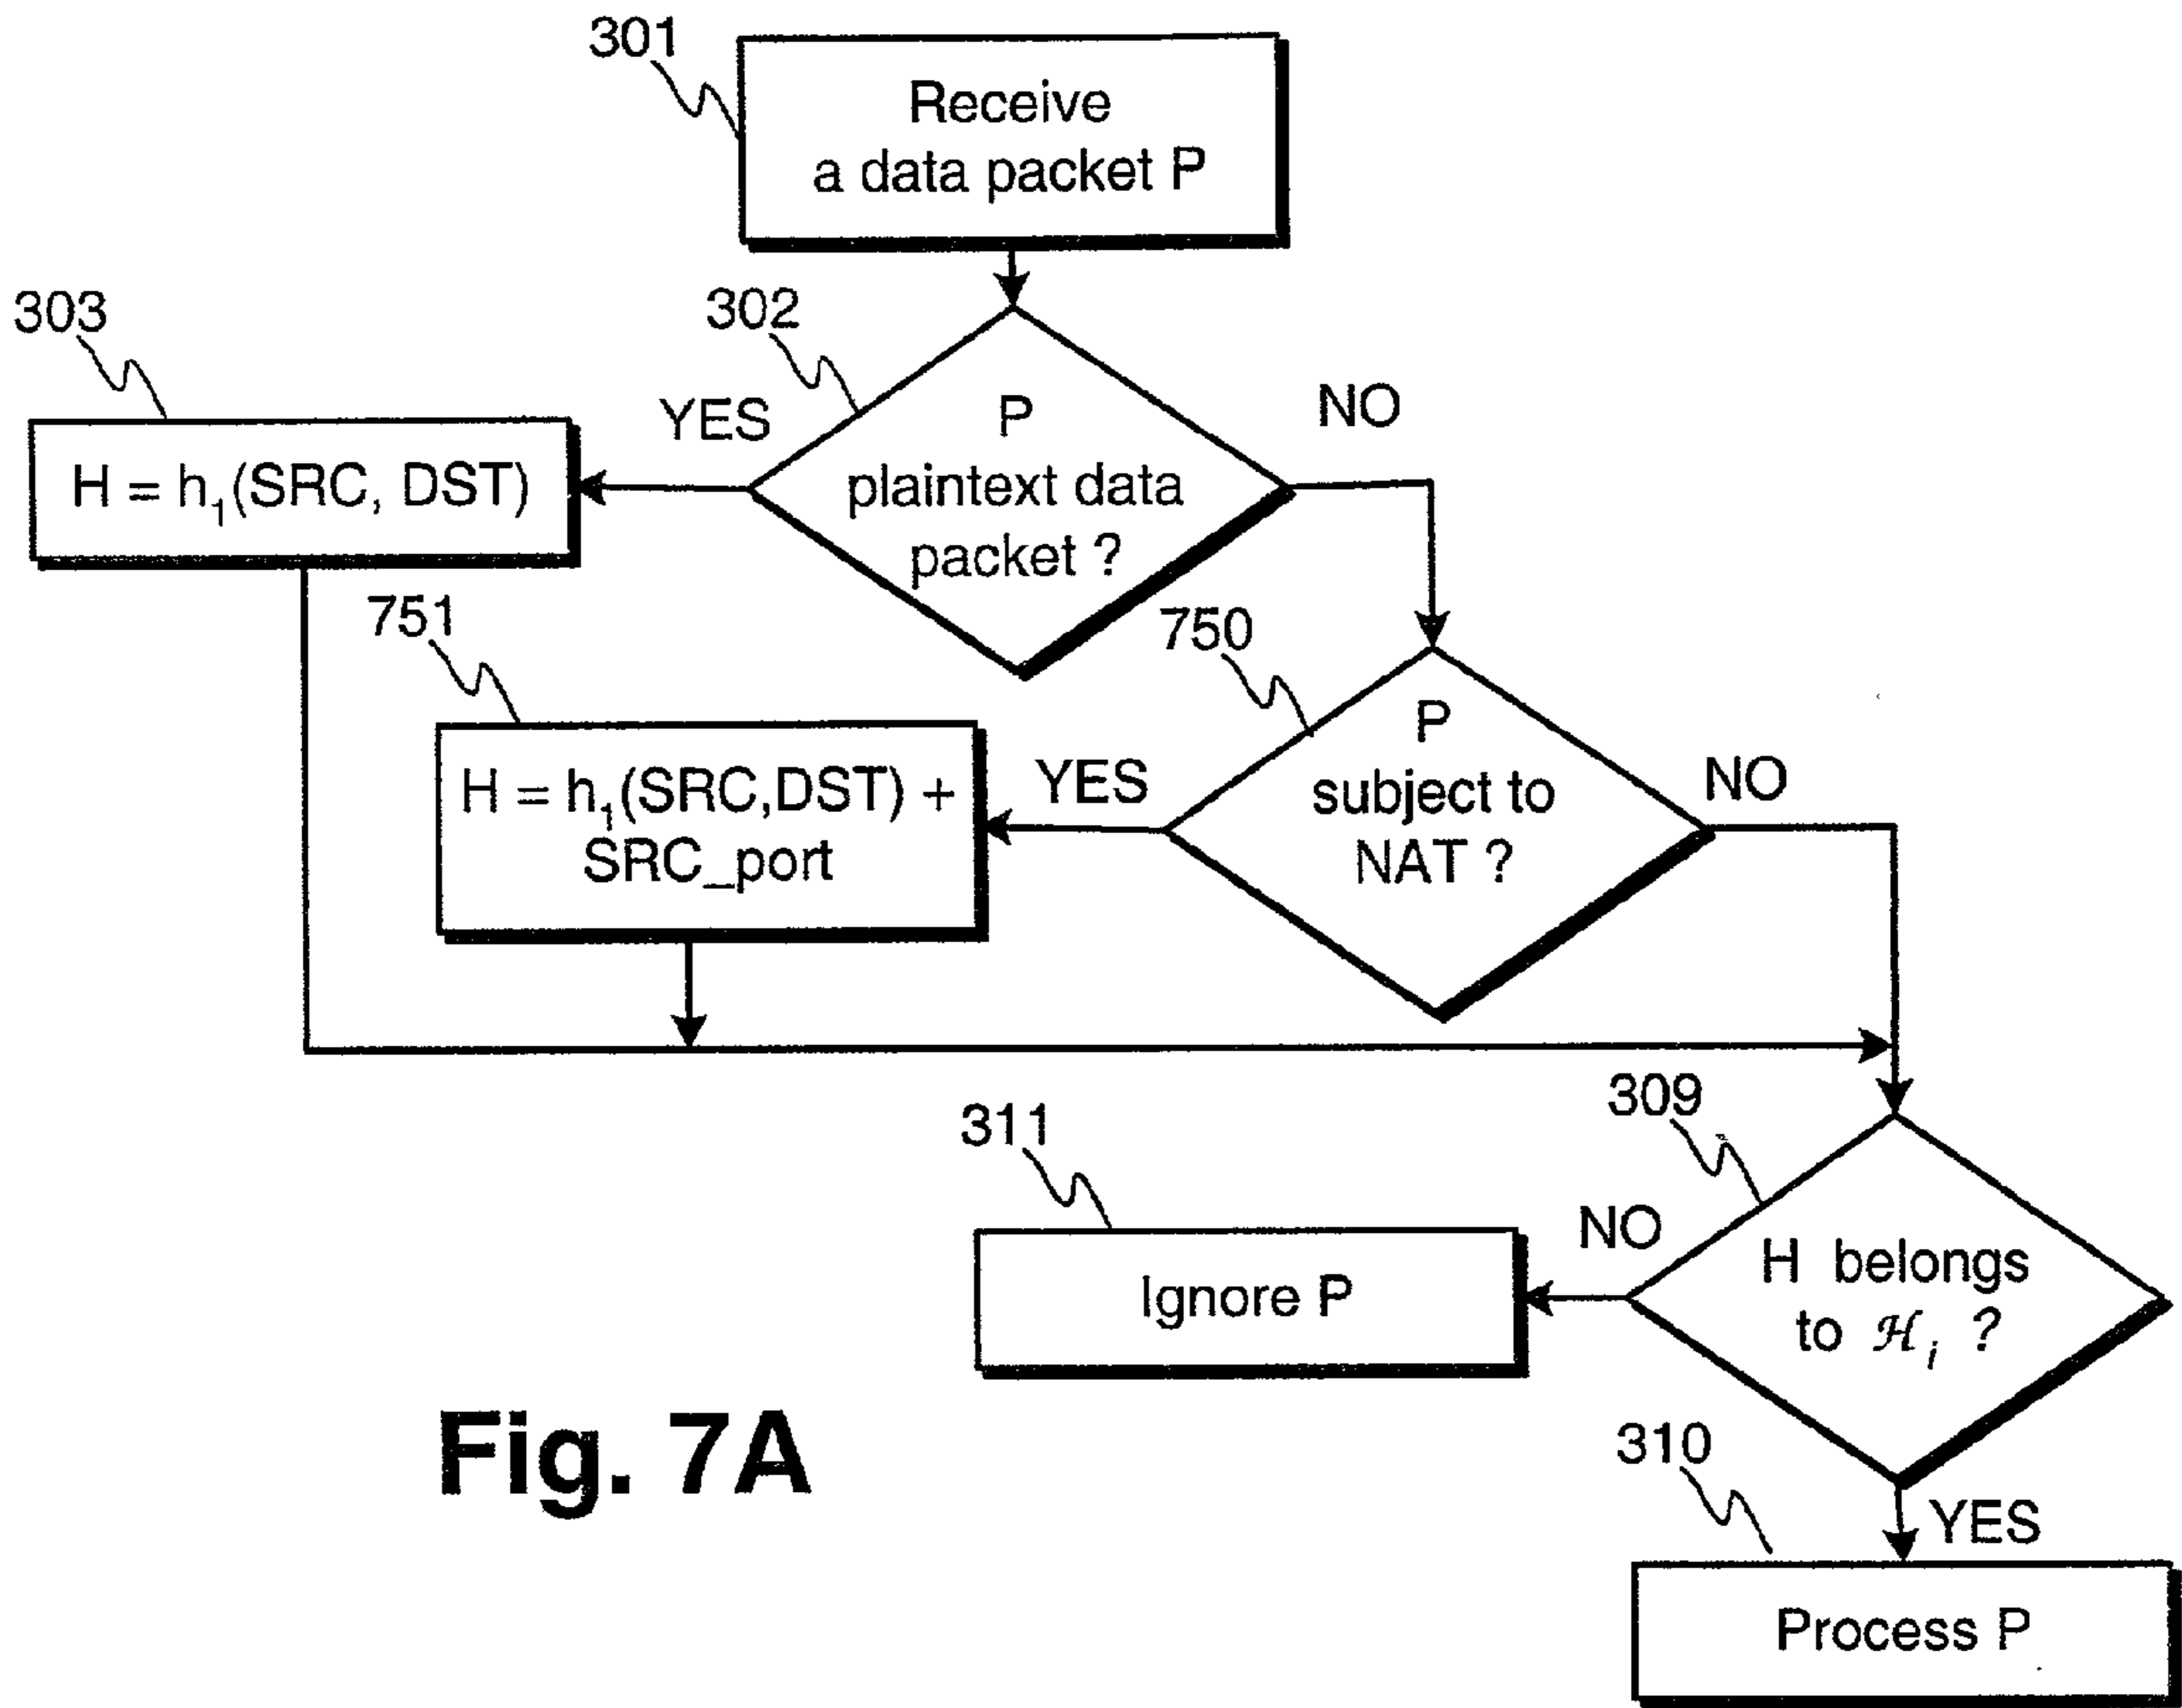 301
Receive
a data packet P
303
302
YES
NO
P
plaintext data
packet ?
H = h₁(SRC, DST)
751
750
P
subject to
NAT ?
YES
NO
H = h₁(SRC,DST) +
SRC_port
309
311
NO
H belongs
to ℋᵢ ?
Ignore P
310
YES
Process P
Fig. 7A